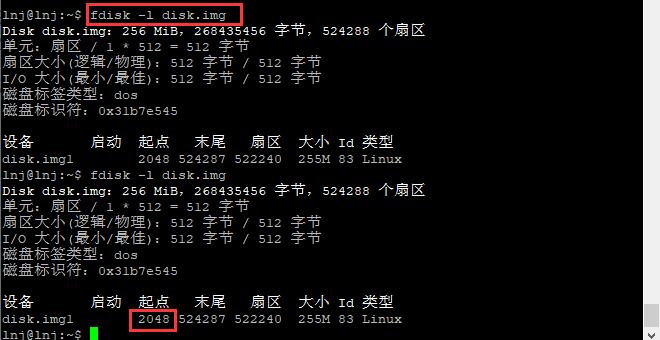 lnj@lnj:~$ fdisk -l disk.img
Disk disk.img: 256 MiB, 268435456 字节, 524288 个扇区
单元: 扇区 / 1 * 512 = 512 字节
扇区大小(逻辑/物理): 512 字节 / 512 字节
I/O 大小(最小/最佳): 512 字节 / 512 字节
磁盘标签类型: dos
磁盘标识符: 0x31b7e545
设备 启动 起点 末尾 扇区 大小 Id 类型
disk.img1 2048 524287 522240 255M 83 Linux
lnj@lnj:~$ fdisk -l disk.img
Disk disk.img: 256 MiB, 268435456 字节, 524288 个扇区
单元: 扇区 / 1 * 512 = 512 字节
扇区大小(逻辑/物理): 512 字节 / 512 字节
I/O 大小(最小/最佳): 512 字节 / 512 字节
磁盘标签类型: dos
磁盘标识符: 0x31b7e545
设备 启动 起点 末尾 扇区 大小 Id 类型
disk.img1 2048 524287 522240 255M 83 Linux
lnj@lnj:~$